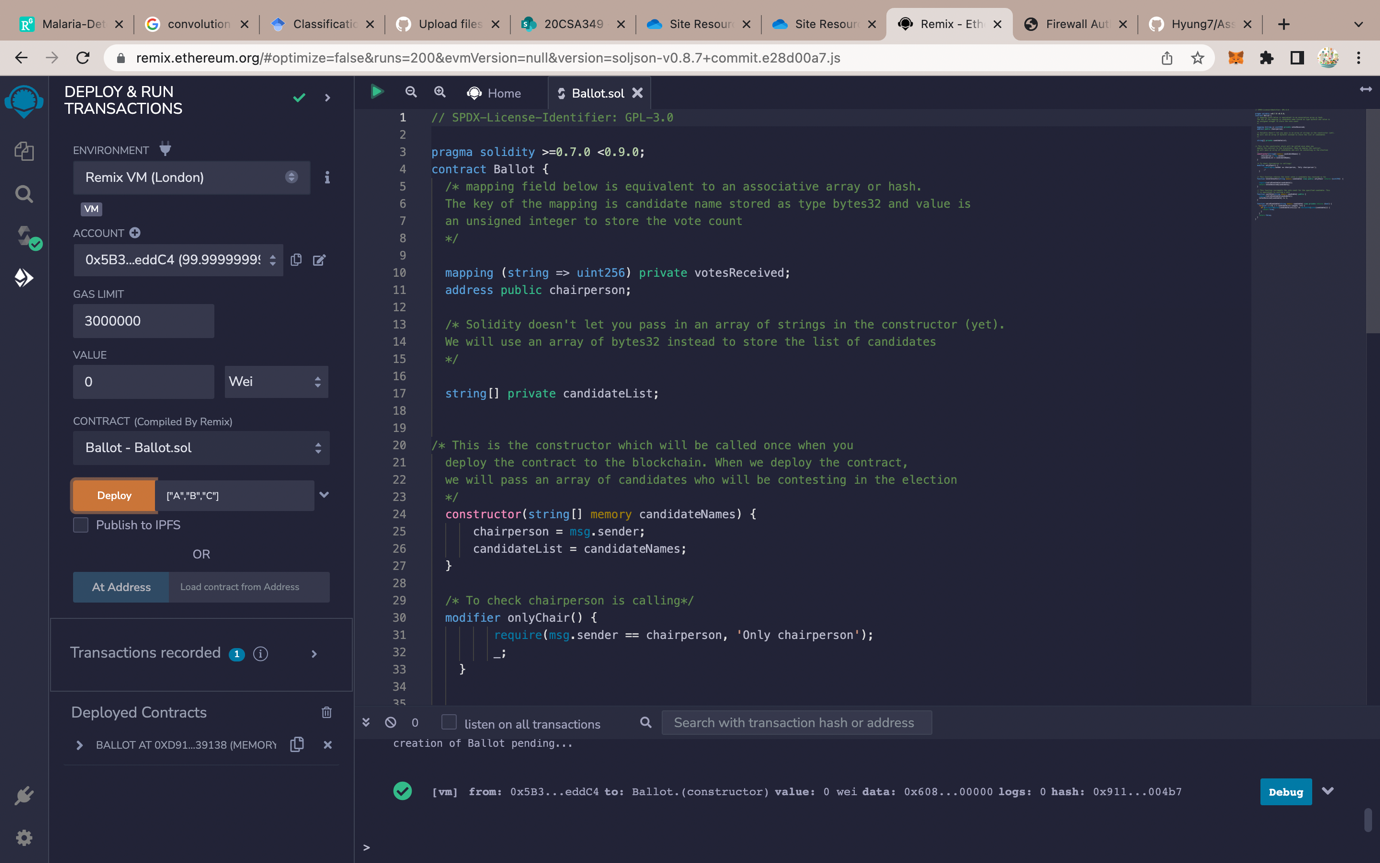 Malaria-Det
convolution
Classificati
Upload files
20CSA349
Site Resour
Site Resour
Remix - Eth
Firewall Aut
Hyung7/Ass
remix.ethereum.org/#optimize=false&runs=200&evmVersion=null&version=soljson-v0.8.7+commit.e28d00a7.js
DEPLOY & RUN
TRANSACTIONS
ENVIRONMENT
Remix VM (London)
VM
ACCOUNT
0x5B3...eddC4 (99.99999999
GAS LIMIT
3000000
VALUE
0
Wei
CONTRACT (Compiled By Remix)
Ballot - Ballot.sol
Deploy
["A","B","C"]
Publish to IPFS
OR
At Address
Load contract from Address
Transactions recorded 1
Deployed Contracts
BALLOT AT 0XD91...39138 (MEMORY
Home
Ballot.sol
1 // SPDX-License-Identifier: GPL-3.0
2
3 pragma solidity >=0.7.0 <0.9.0;
4 contract Ballot {
5 /* mapping field below is equivalent to an associative array or hash.
6 The key of the mapping is candidate name stored as type bytes32 and value is
7 an unsigned integer to store the vote count
8 */
9
10 mapping (string => uint256) private votesReceived;
11 address public chairperson;
12
13 /* Solidity doesn't let you pass in an array of strings in the constructor (yet).
14 We will use an array of bytes32 instead to store the list of candidates
15 */
16
17 string[] private candidateList;
18
19
20 /* This is the constructor which will be called once when you
21 deploy the contract to the blockchain. When we deploy the contract,
22 we will pass an array of candidates who will be contesting in the election
23 */
24 constructor(string[] memory candidateNames) {
25 chairperson = msg.sender;
26 candidateList = candidateNames;
27 }
28
29 /* To check chairperson is calling*/
30 modifier onlyChair() {
31 require(msg.sender == chairperson, 'Only chairperson');
32 _;
33 }
34
35
0
listen on all transactions
Search with transaction hash or address
creation of Ballot pending...
[vm] from: 0x5B3...eddC4 to: Ballot.(constructor) value: 0 wei data: 0x608...00000 logs: 0 hash: 0x911...004b7
Debug
>